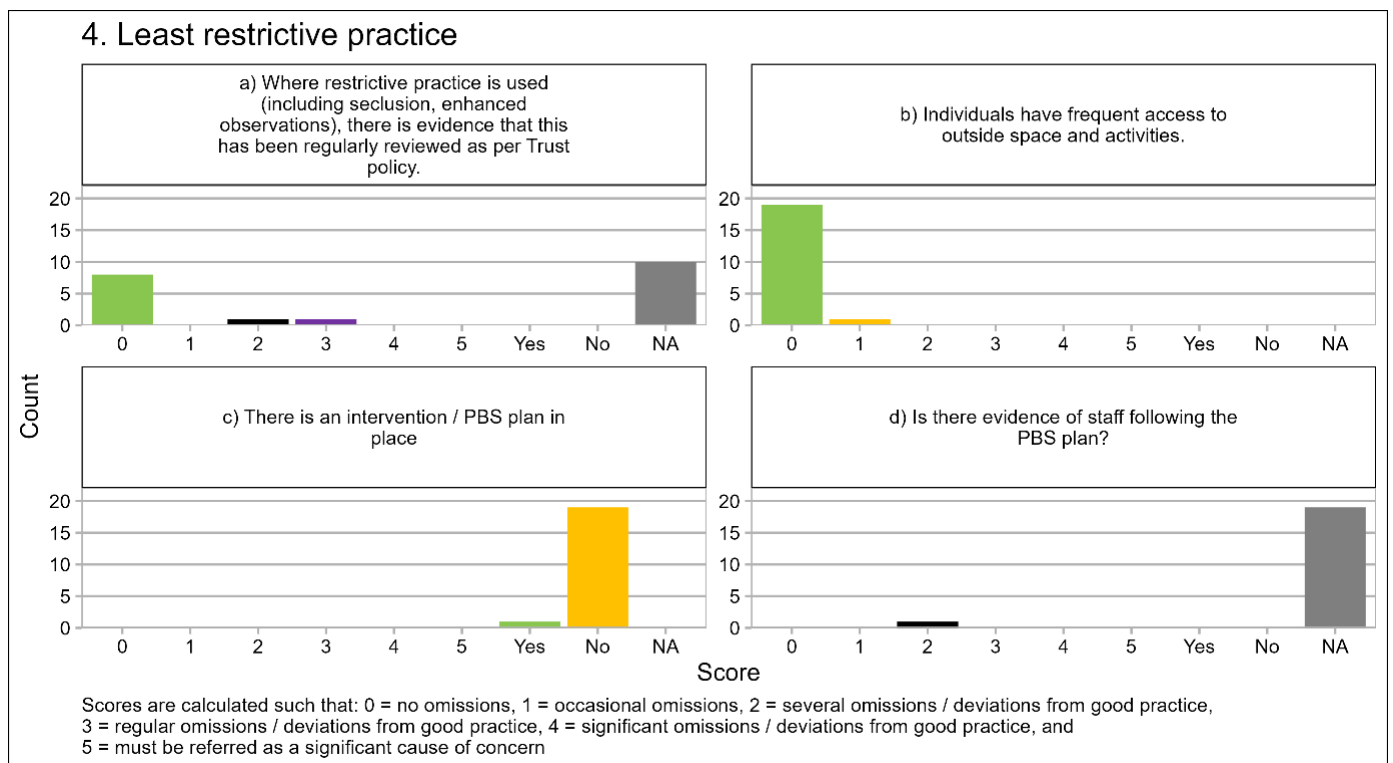 4. Least restrictive practice
a) Where restrictive practice is used
(including seclusion, enhanced
observations), there is evidence that this
has been regularly reviewed as per Trust
policy.
b) Individuals have frequent access to
outside space and activities.
20
15
10
5
0
0 1 2 3 4 5 Yes No NA
20
15
10
5
0
0 1 2 3 4 5 Yes No NA
Count
c) There is an intervention / PBS plan in
place
d) Is there evidence of staff following the
PBS plan?
20
15
10
5
0
0 1 2 3 4 5 Yes No NA
20
15
10
5
0
0 1 2 3 4 5 Yes No NA
Score
Scores are calculated such that: 0 = no omissions, 1 = occasional omissions, 2 = several omissions / deviations from good practice,
3 = regular omissions / deviations from good practice, 4 = significant omissions / deviations from good practice, and
5 = must be referred as a significant cause of concern